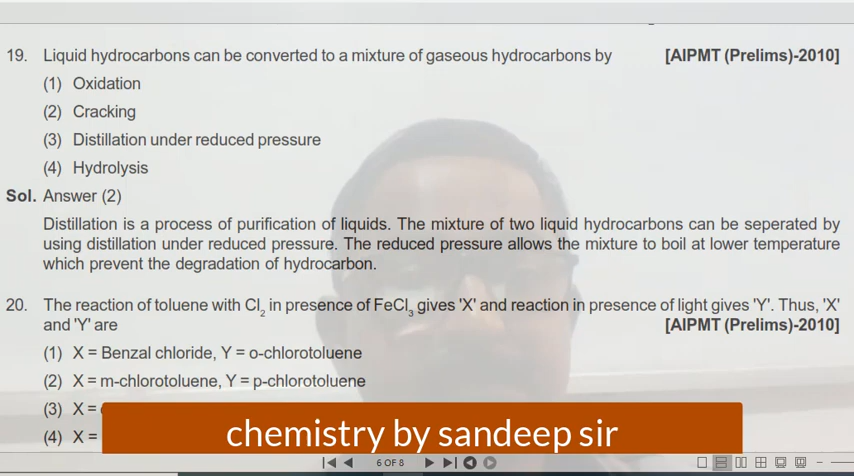 19. Liquid hydrocarbons can be converted to a mixture of gaseous hydrocarbons by [AIPMT (Prelims)-2010]
(1) Oxidation
(2) Cracking
(3) Distillation under reduced pressure
(4) Hydrolysis
Sol. Answer (2)
Distillation is a process of purification of liquids. The mixture of two liquid hydrocarbons can be seperated by
using distillation under reduced pressure. The reduced pressure allows the mixture to boil at lower temperature
which prevent the degradation of hydrocarbon.
20. The reaction of toluene with Cl₂ in presence of FeCl₃ gives 'X' and reaction in presence of light gives 'Y'. Thus, 'X'
and 'Y' are [AIPMT (Prelims)-2010]
(1) X = Benzal chloride, Y = o-chlorotoluene
(2) X = m-chlorotoluene, Y = p-chlorotoluene
(3) X =
(4) X =
chemistry by sandeep sir
6 OF 8